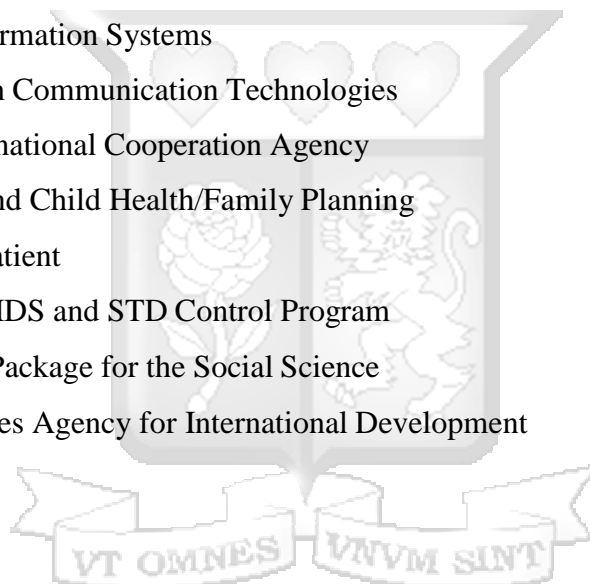 rmation Systems
n Communication Technologies
national Cooperation Agency
nd Child Health/Family Planning
atient
IDS and STD Control Program
Package for the Social Science
es Agency for International Development
VT OMNES VNVM SINT